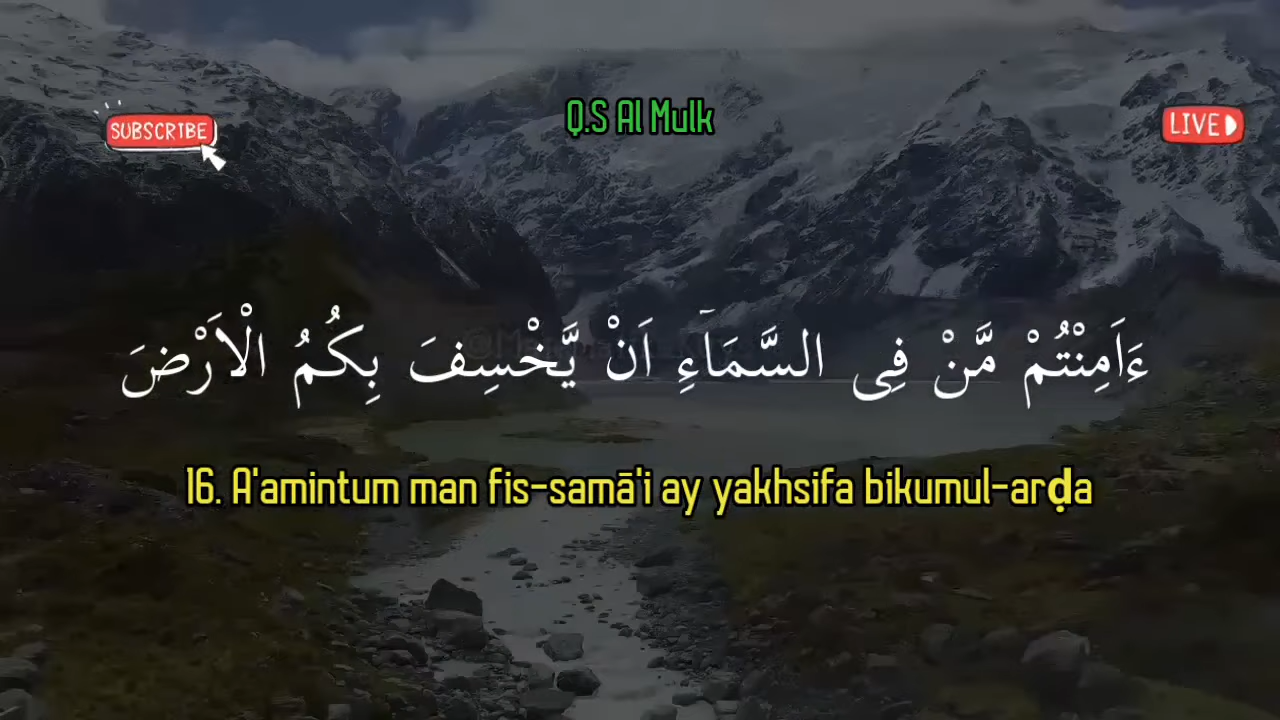 Q.S Al Mulk
SUBSCRIBE
LIVE
ءَاَمِنْتُمْ مَّنْ فِى السَّمَاۤءِ اَنْ يَّخْسِفَ بِكُمُ الْاَرْضَ
16. A'amintum man fis-samā'i ay yakhsifa bikumul-arḍa